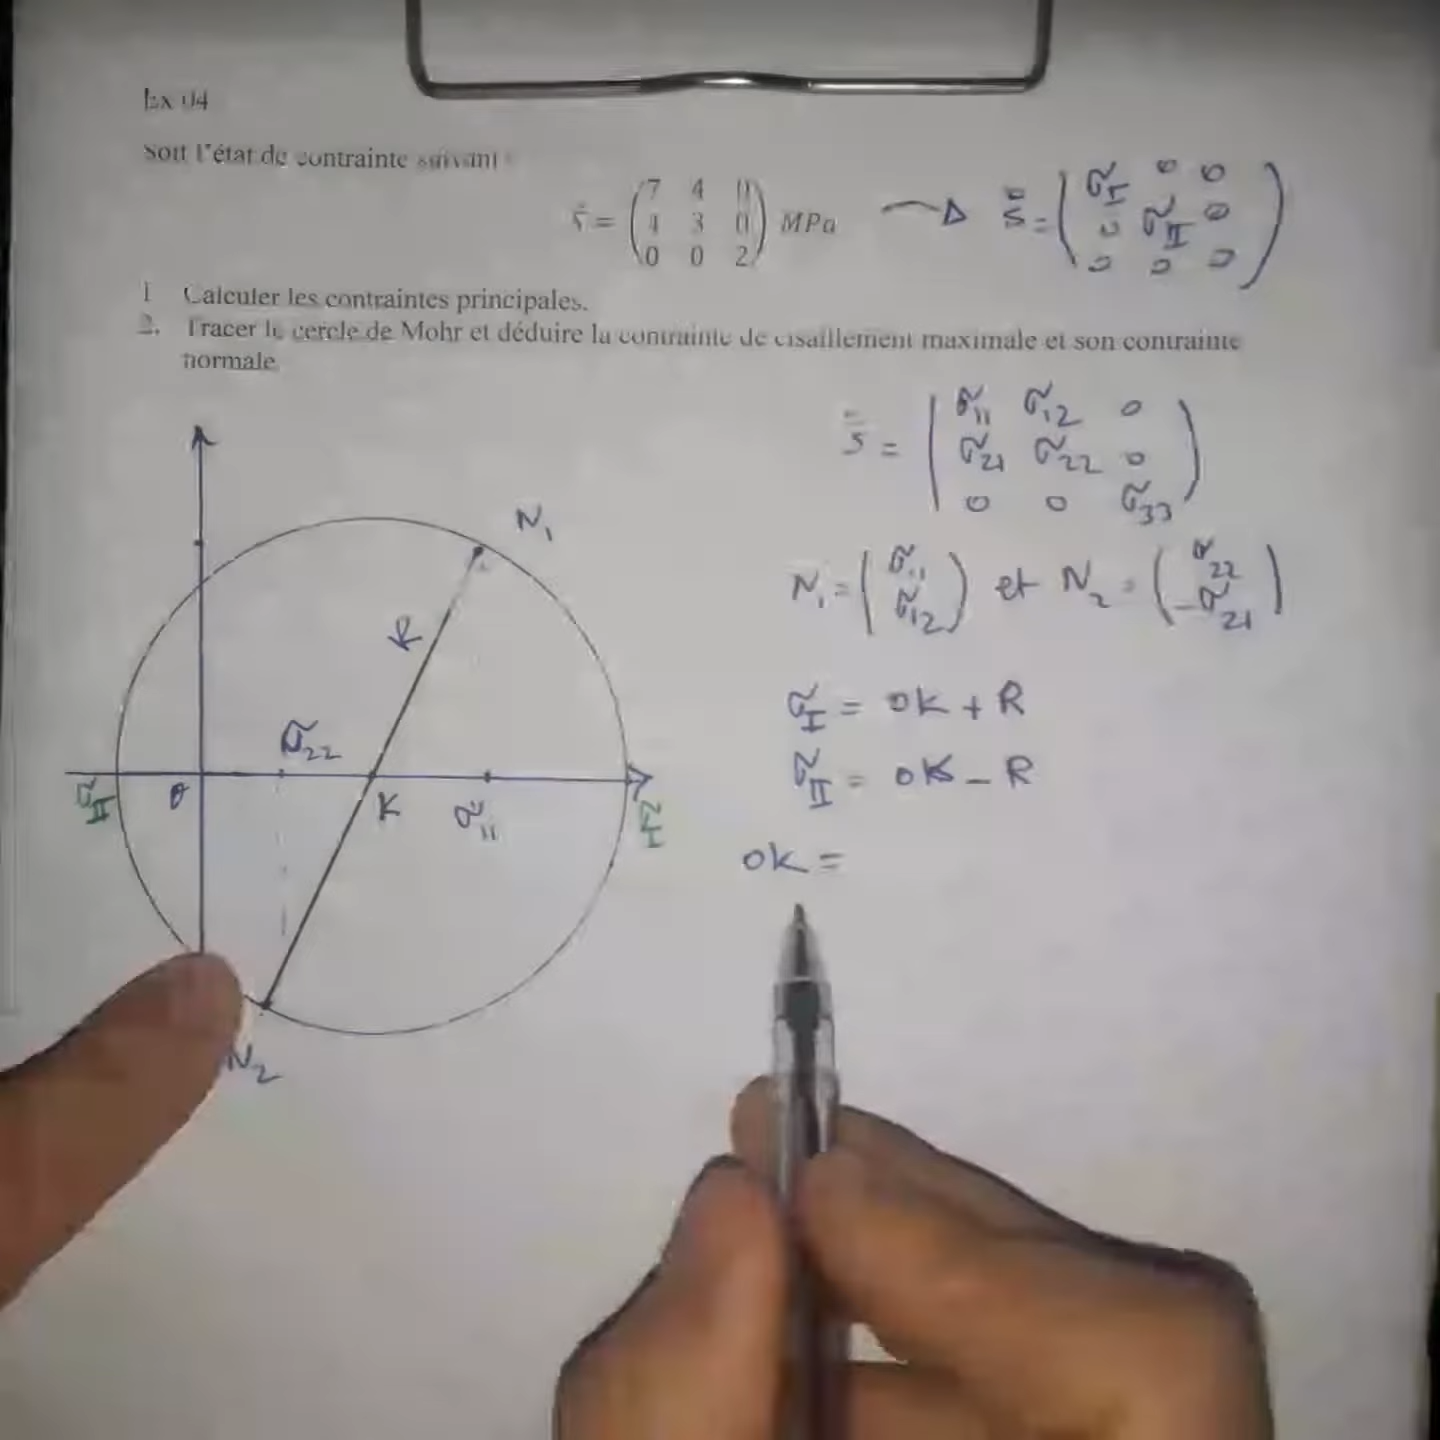 Ex 04
Soit l'état de contrainte suivant
S̿ = (7 4 0
4 3 0
0 0 2) MPa
→ S̿ = (σI 0 0
0 σII 0
0 0 0)
1 Calculer les contraintes principales.
2. Tracer le cercle de Mohr et déduire la contrainte de cisaillement maximale et son contrainte
normale
S̿ = (σ11 σ12 0
σ21 σ22 0
0 0 σ33)
N1 = (σ11
σ12) et N2 = (σ22
-σ21)
σI = OK + R
σII = OK - R
OK =
N1
R
σ22
σII
O
K
σ11
σI
N2